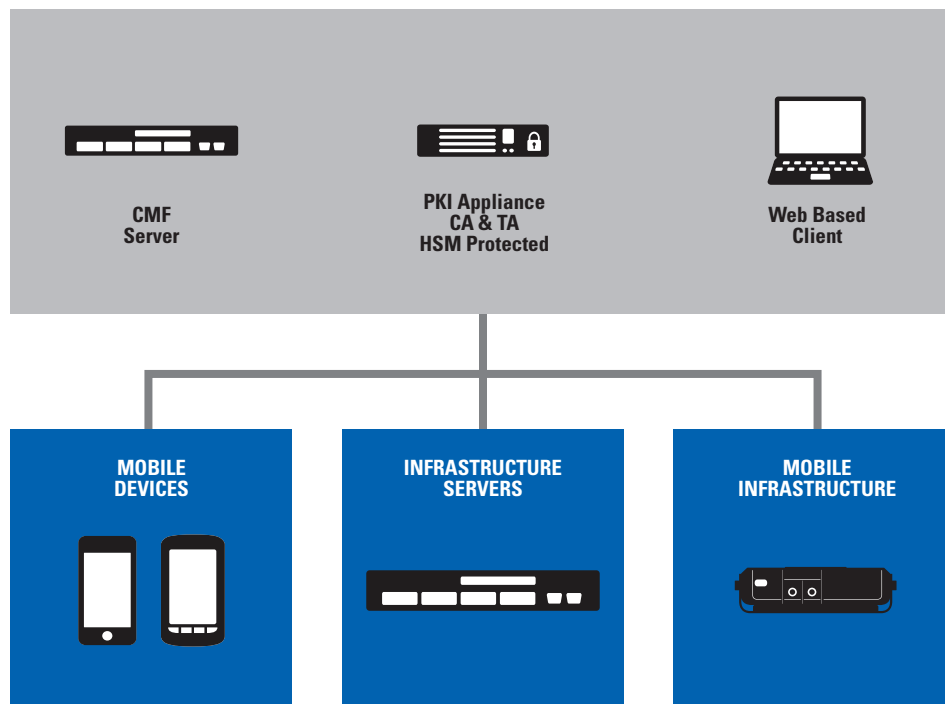 CMF
Server
PKI Appliance
CA & TA
HSM Protected
Web Based
Client
MOBILE
DEVICES
INFRASTRUCTURE
SERVERS
MOBILE
INFRASTRUCTURE